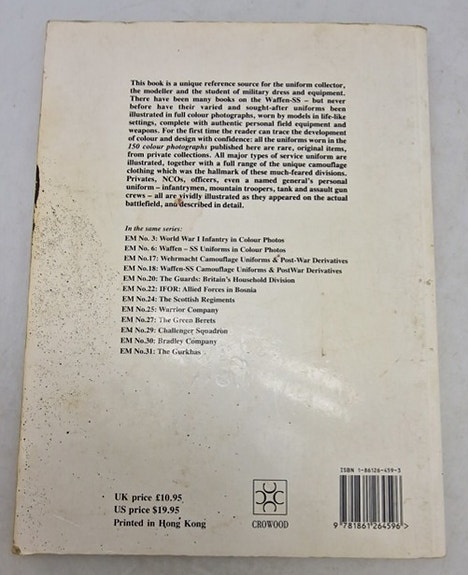 This book is a unique reference source for the uniform collector,
the modeller and the student of military dress and equipment.
There have been many books on the Waffen-SS – but never
before have their varied and sought-after uniforms been
illustrated in full colour photographs, worn by models in life-like
settings, complete with authentic personal field equipment and
weapons. For the first time the reader can trace the development
of colour and design with confidence: all the uniforms worn in the
150 colour photographs published here are rare, original items,
from private collections. All major types of service uniform are
illustrated, together with a full range of the unique camouflage
clothing which was the hallmark of these much-feared divisions.
Privates, NCOs, officers, even a named general's personal
uniform – infantrymen, mountain troopers, tank and assault gun
crews – all are vividly illustrated as they appeared on the actual
battlefield, and described in detail.
In the same series:
EM No. 3: World War I Infantry in Colour Photos
EM No. 6: Waffen – SS Uniforms in Colour Photos
EM No.17: Wehrmacht Camouflage Uniforms & Post-War Derivatives
EM No.18: Waffen-SS Camouflage Uniforms & PostWar Derivatives
EM No.20: The Guards: Britain's Household Division
EM No.22: IFOR: Allied Forces in Bosnia
EM No.24: The Scottish Regiments
EM No.25: Warrior Company
EM No.27: The Green Berets
EM No.29: Challenger Squadron
EM No.30: Bradley Company
EM No.31: The Gurkhas
UK price £10.95
US price $19.95
Printed in Hong Kong
CROWOOD
ISBN 1-86126-459-3
9 781861 264596 >